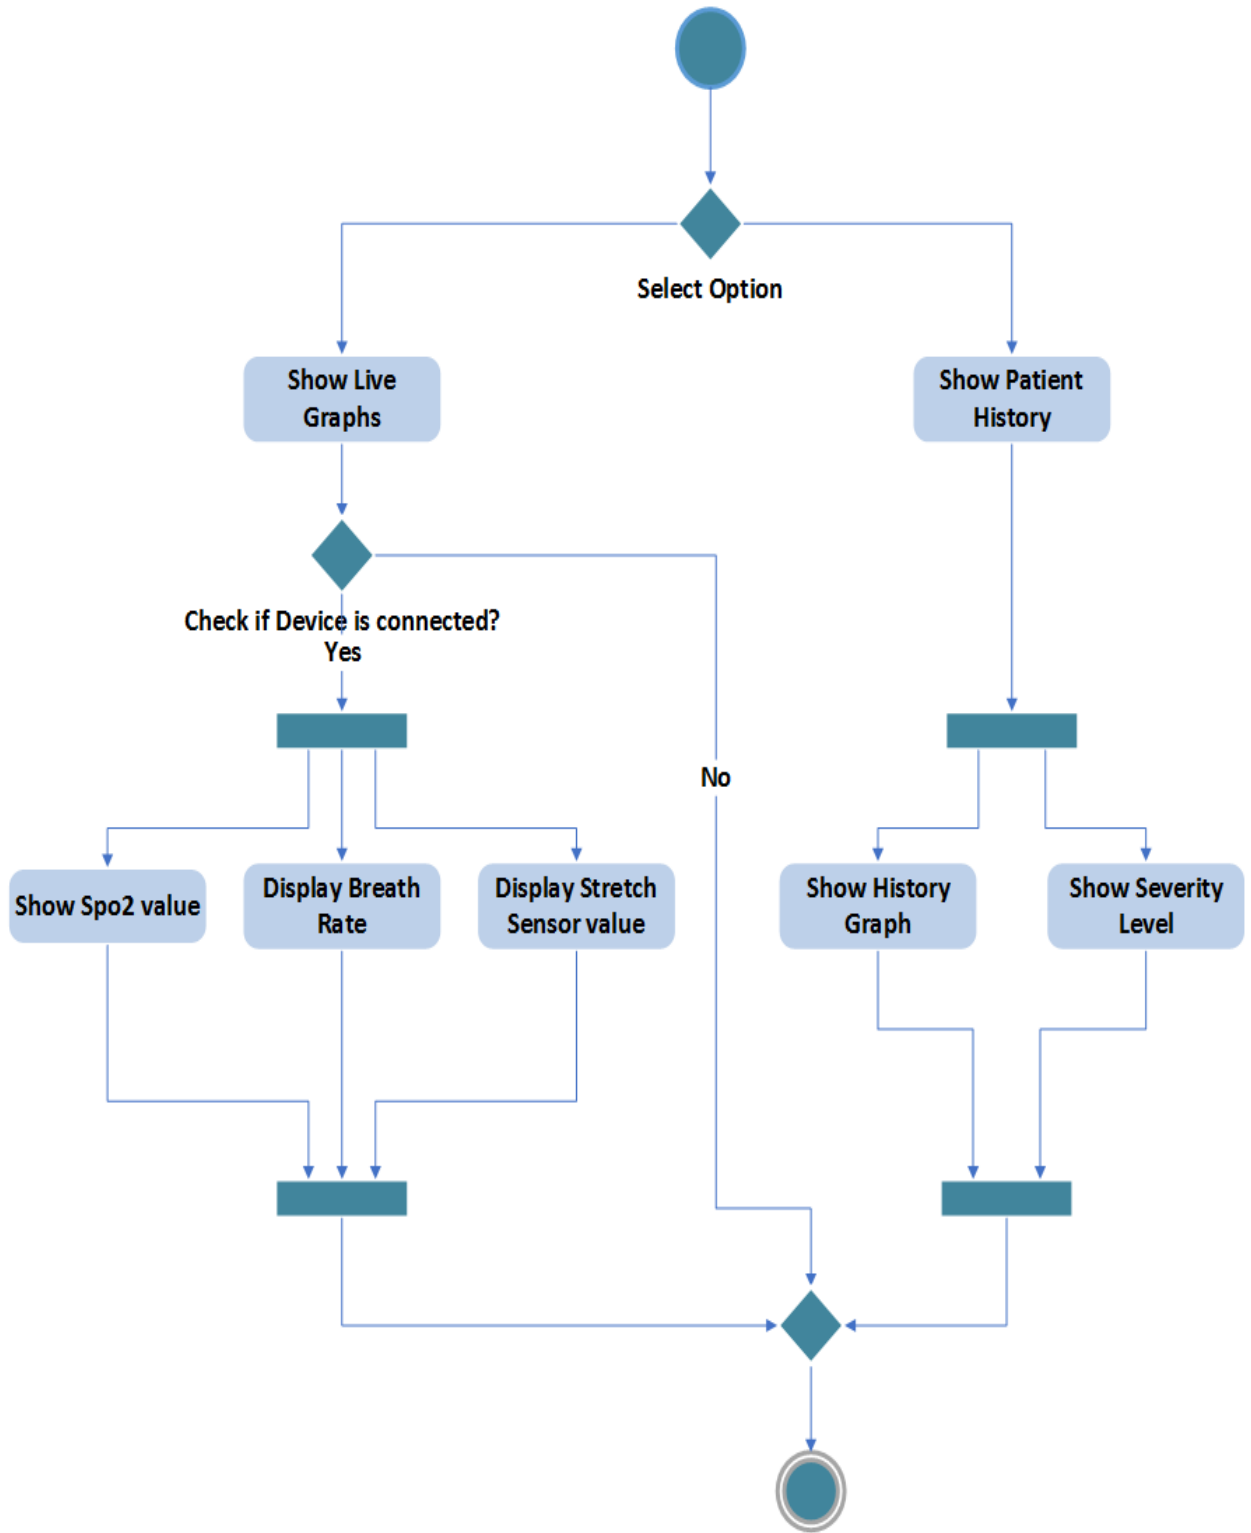 Select Option
Show Live
Graphs
Show Patient
History
Check if Device is connected?
Yes
No
Show Spo2 value
Display Breath
Rate
Display Stretch
Sensor value
Show History
Graph
Show Severity
Level